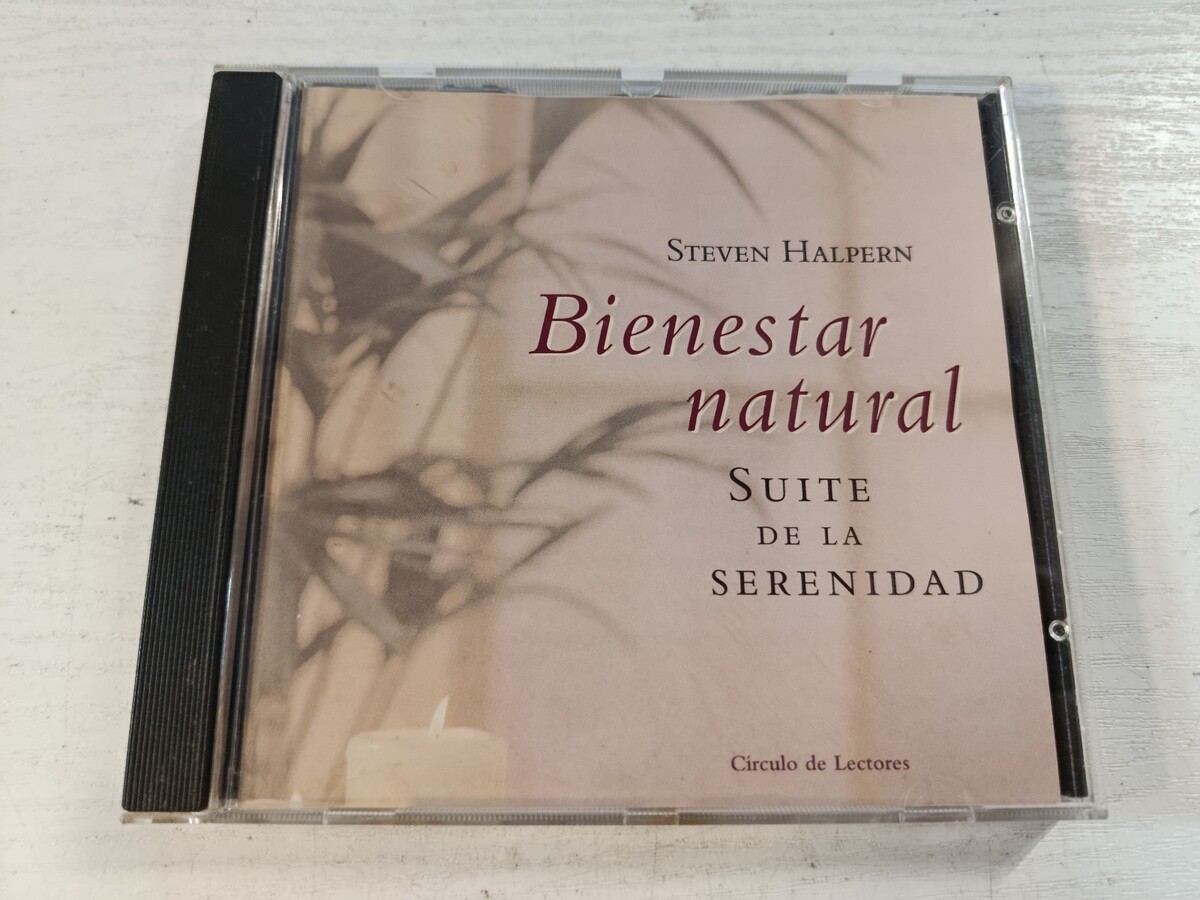 STEVEN HALPERN
Bienestar
natural
SUITE
DE LA
SERENIDAD
Círculo de Lectores